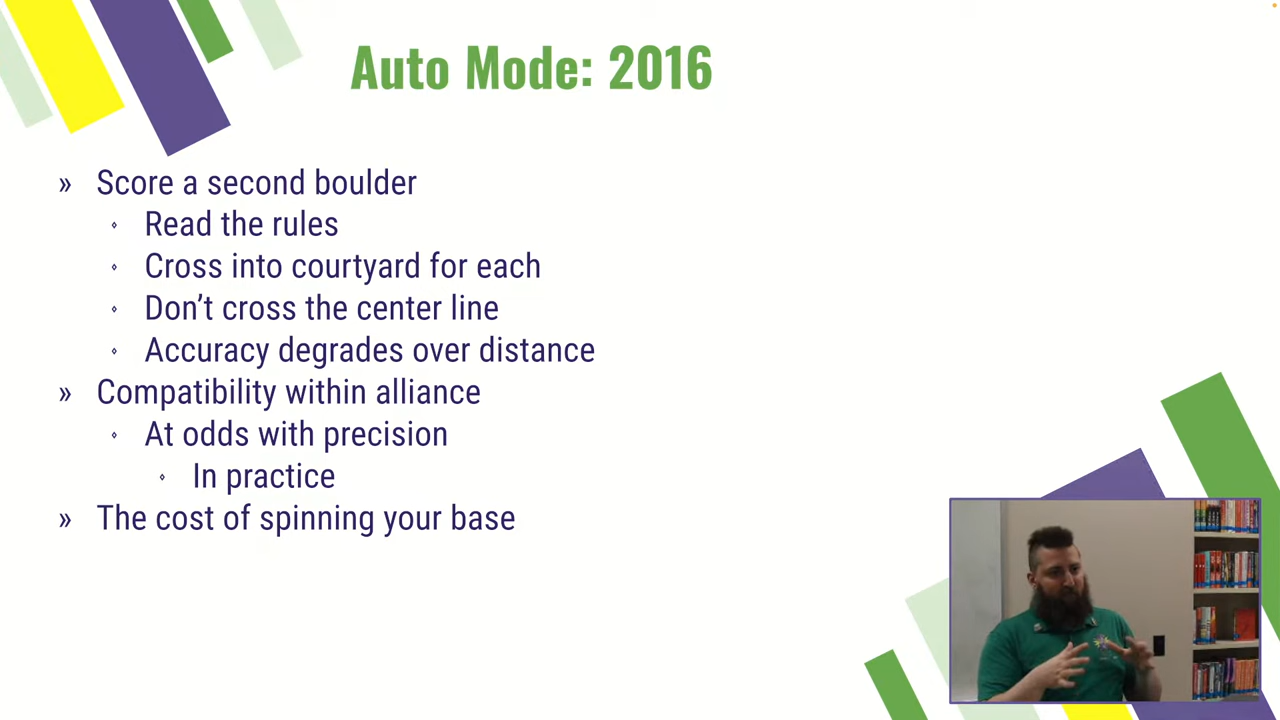 Auto Mode: 2016
» Score a second boulder
◊ Read the rules
◊ Cross into courtyard for each
◊ Don’t cross the center line
◊ Accuracy degrades over distance
» Compatibility within alliance
◊ At odds with precision
◊ In practice
» The cost of spinning your base